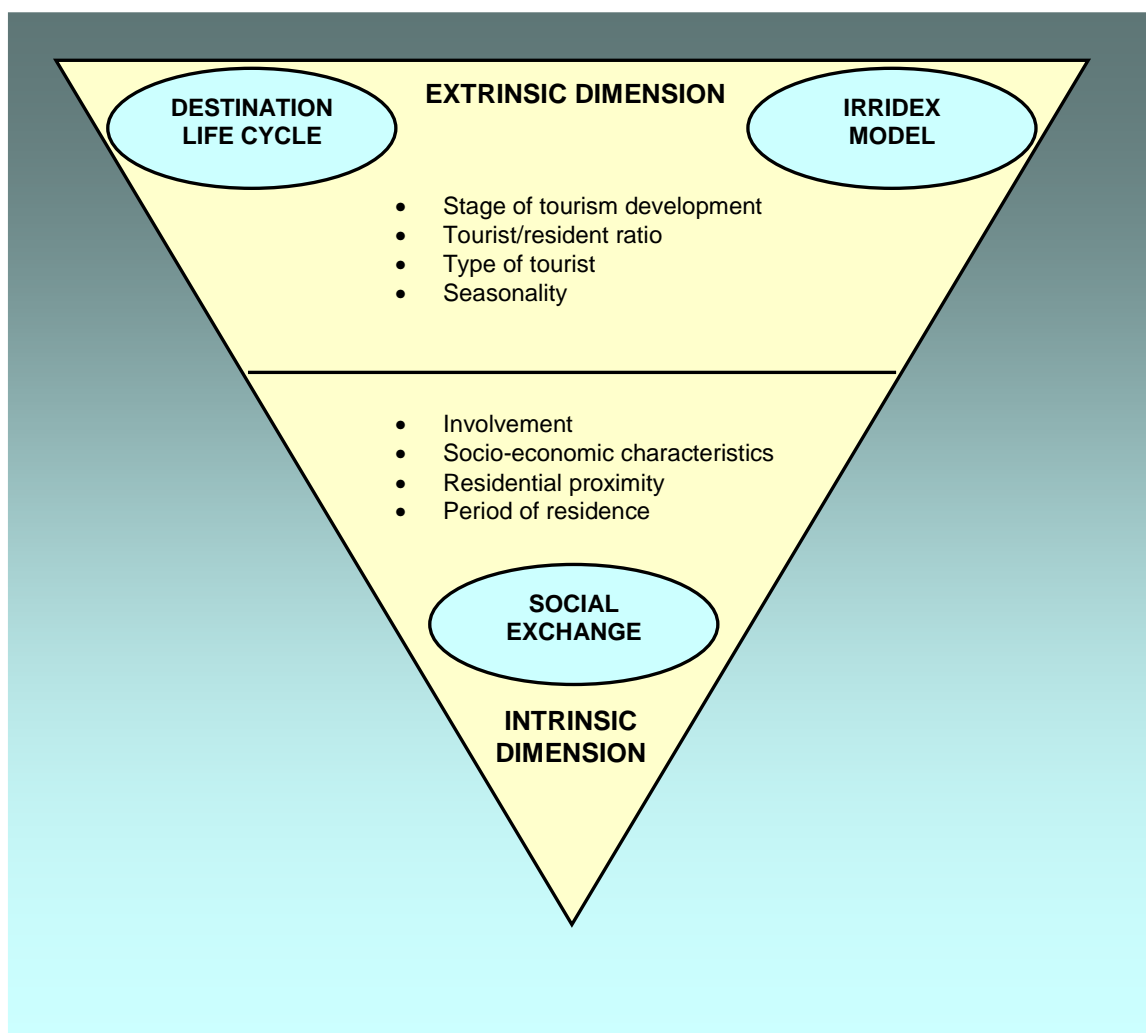 DESTINATION
LIFE CYCLE
EXTRINSIC DIMENSION
IRRIDEX
MODEL
• Stage of tourism development
• Tourist/resident ratio
• Type of tourist
• Seasonality
• Involvement
• Socio-economic characteristics
• Residential proximity
• Period of residence
SOCIAL
EXCHANGE
INTRINSIC
DIMENSION